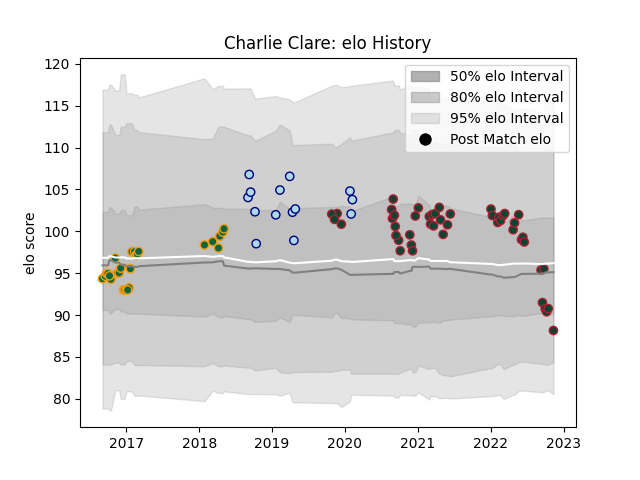 Charlie Clare: elo History
120
115
110
105
100
95
90
85
80
elo score
50% elo Interval
80% elo Interval
95% elo Interval
Post Match elo
2017
2018
2019
2020
2021
2022
2023